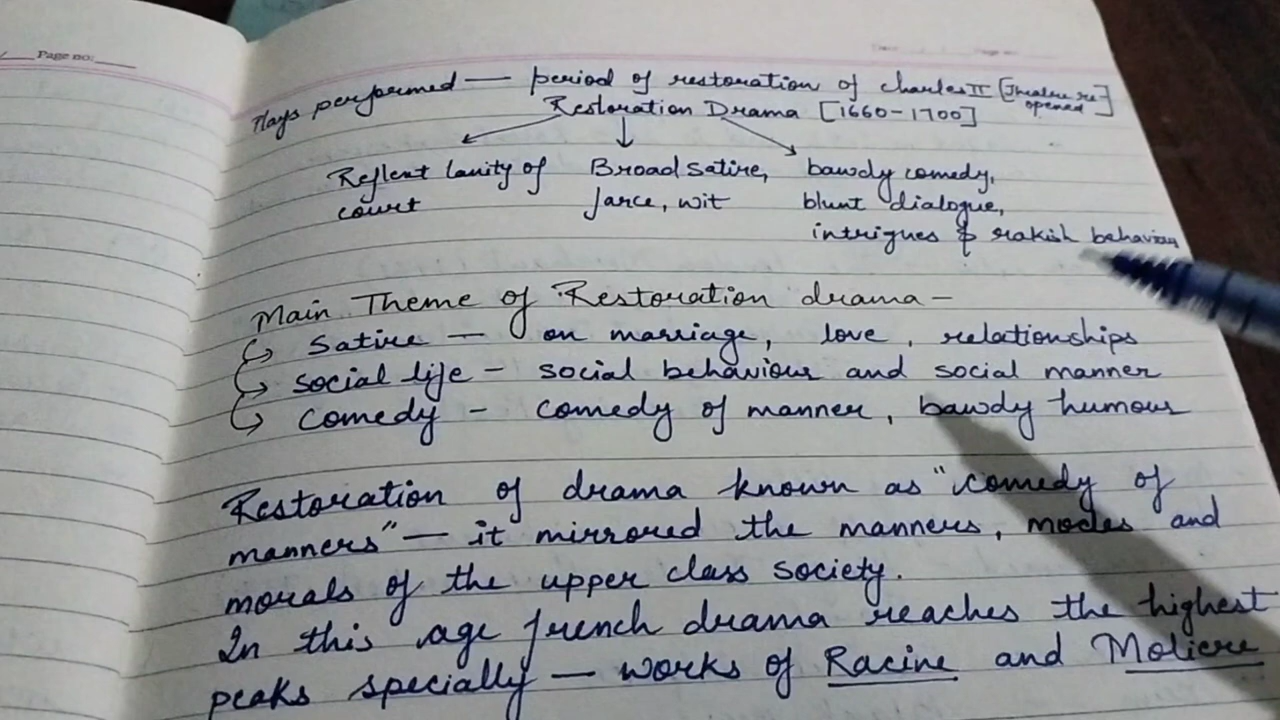 Page no:
Plays performed — period of restoration of charles II [Theatre re opened]
Restoration Drama [1660-1700]
Reflent lavity of court
Broad satire, farce, wit
bawdy comedy, blunt dialogue, intrigues & rakish behaviour
Main Theme of Restoration drama -
satire — on marriage, love, relationships
social life - social behaviour and social manner
comedy - comedy of manner, bawdy humour
Restoration of drama known as "comedy of
manners" — it mirrored the manners, modes and
morals of the upper class society.
In this age french drama reaches the highest
peaks specially — works of Racine and Moliere